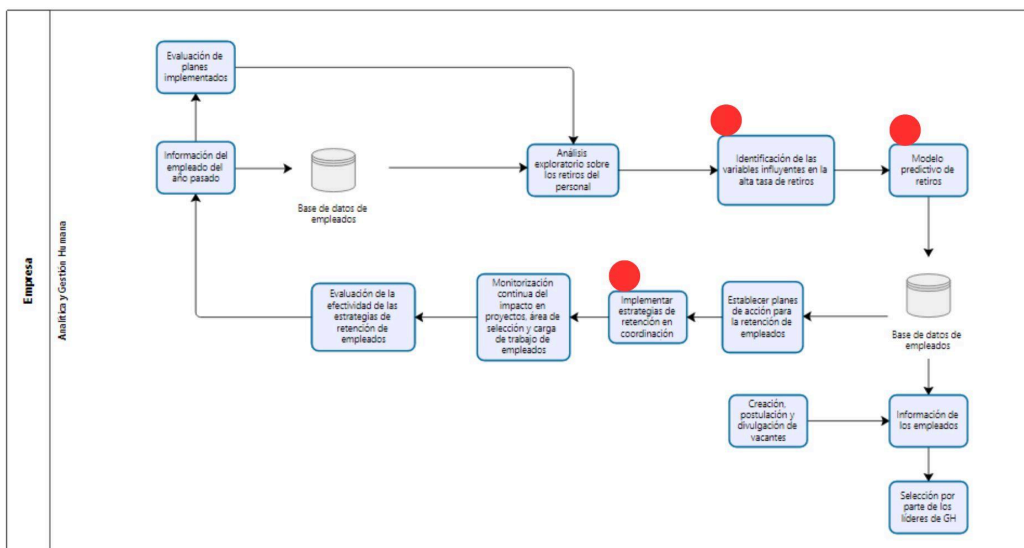 Empresa
Analítica y Gestión Humana
Evaluación de
planes
implementados
Información del
empleado del
año pasado
Base de datos de
empleados
Análisis
exploratorio sobre
los retiros del
personal
Identificación de las
variables influyentes en la
alta tasa de retiros
Modelo
predictivo de
retiros
Evaluación de la
efectividad de las
estrategias de
retención de
empleados
Monitorización
continua del
impacto en
proyectos, área de
selección y carga
de trabajo de
empleados
Implementar
estrategias de
retención en
coordinación
Establecer planes
de acción para
la retención de
empleados
Base de datos de
empleados
Creación,
postulación y
divulgación de
vacantes
Información de
los empleados
Selección por
parte de los
líderes de GH